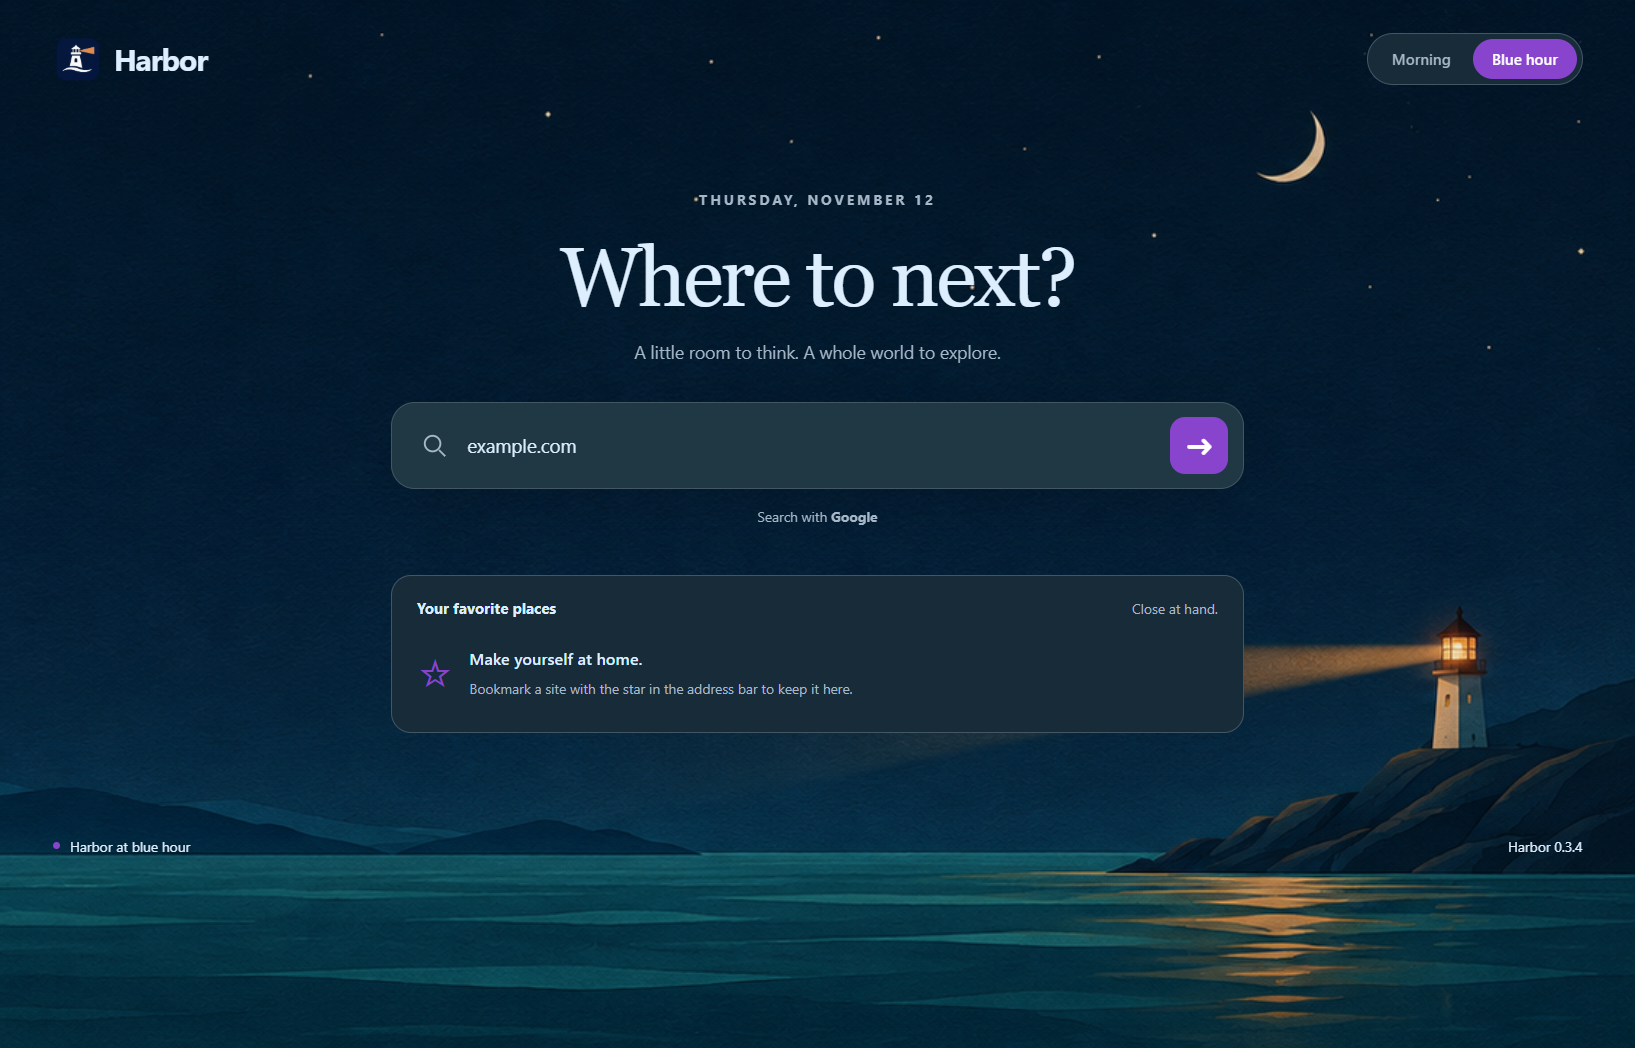 Harbor
Morning
Blue hour
THURSDAY, NOVEMBER 12
Where to next?
A little room to think. A whole world to explore.
example.com
Search with Google
Your favorite places
Close at hand.
Make yourself at home.
Bookmark a site with the star in the address bar to keep it here.
Harbor at blue hour
Harbor 0.3.4